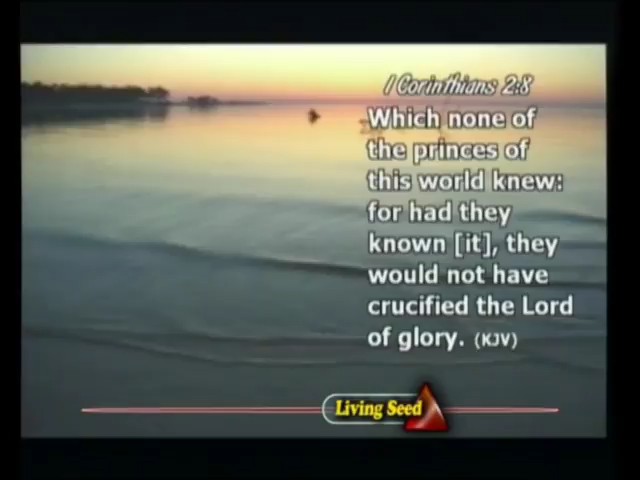 1 Corinthians 2:8
Which none of
the princes of
this world knew:
for had they
known [it], they
would not have
crucified the Lord
of glory. (KJV)
Living Seed